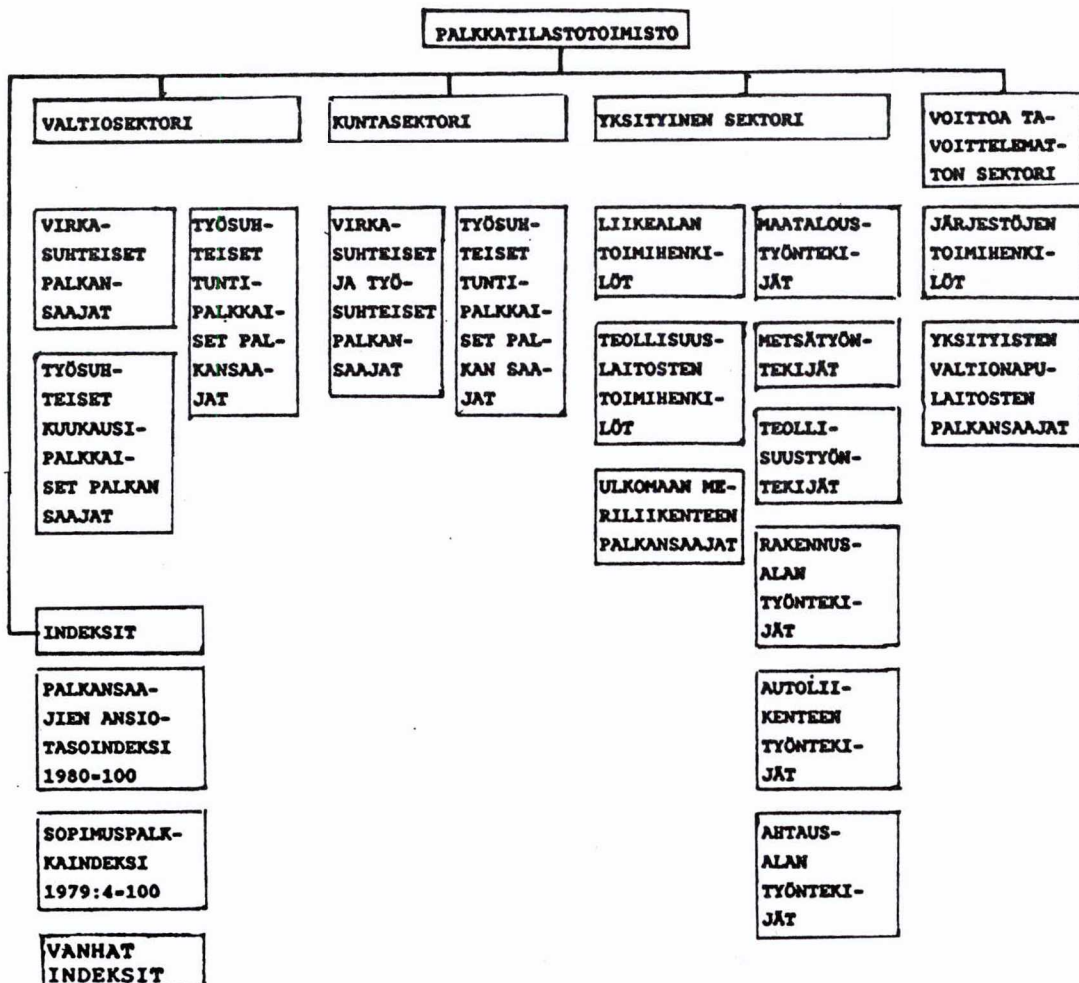 PALKKATILASTOTOIMISTO
VALTIOSEKTORI
KUNTASEKTORI
YKSITYINEN SEKTORI
VOITTOA TA-
VOITTELEMAT-
TON SEKTORI
VIRKA-
SUHTEISET
PALKAN-
SAAJAT
TYÖSUH-
TEISET
KUUKAUSI-
PALKKAI-
SET PALKAN
SAAJAT
TYÖSUH-
TEISET
TUNTI-
PALKKAI-
SET PAL-
KANSAA-
JAT
VIRKA-
SUHTEISET
JA TYÖ-
SUHTEISET
PALKAN-
SAAJAT
TYÖSUH-
TEISET
TUNTI-
PALKKAI-
SET PAL-
KAN SAA-
JAT
LIIKEALAN
TOIMIHENKI-
LÖT
TEOLLISUUS-
LAITOSTEN
TOIMIHENKI-
LÖT
ULKOMAAN ME-
RILIIKENTEEN
PALKANSAAJAT
MAATALOUS-
TYÖNTEKI-
JÄT
METSÄTYÖN-
TEKIJÄT
TEOLLI-
SUUSTYÖN-
TEKIJÄT
RAKENNUS-
ALAN
TYÖNTEKI-
JÄT
AUTOLII-
KENTEEN
TYÖNTEKI-
JÄT
AHTAUS-
ALAN
TYÖNTEKI-
JÄT
JÄRJESTÖJEN
TOIMIHENKI-
LÖT
YKSITYISTEN
VALTIONAPU-
LAITOSTEN
PALKANSAAJAT
INDEKSIT
PALKANSAA-
JIEN ANSIO-
TASOINDEKSI
1980=100
SOPIMUSPALK-
KAINDEKSI
1979:4=100
VANHAT
INDEKSIT